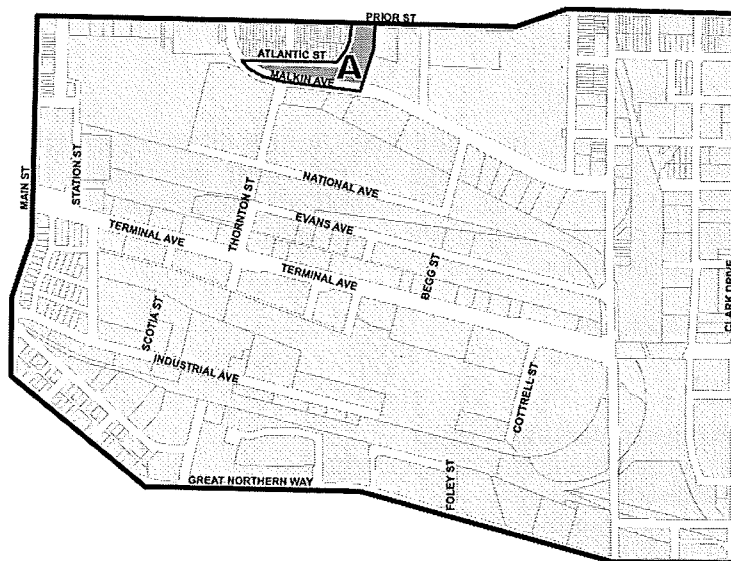 PRIOR ST
ATLANTIC ST
A
MALKIN AVE
MAIN ST
STATION ST
NATIONAL AVE
THORNTON ST
EVANS AVE
TERMINAL AVE
TERMINAL AVE
BEGG ST
CLARK DRIVE
SCOTIA ST
INDUSTRIAL AVE
COTTRELL ST
GREAT NORTHERN WAY
FOLEY ST